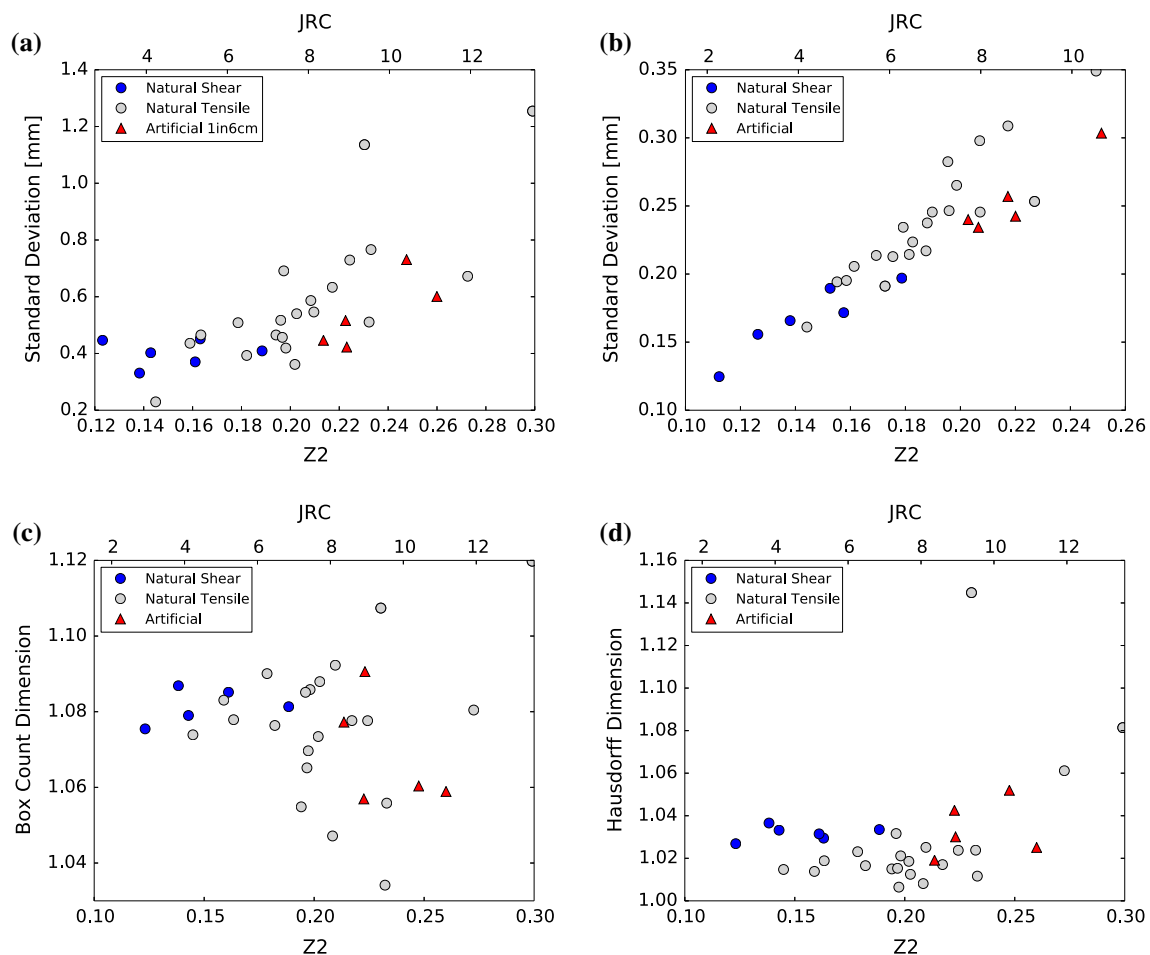 (a)
JRC
4 6 8 10 12
1.4
1.2
1.0
0.8
0.6
0.4
0.2
Standard Deviation [mm]
Natural Shear
Natural Tensile
Artificial 1in6cm
0.12 0.14 0.16 0.18 0.20 0.22 0.24 0.26 0.28 0.30
Z2
(b)
JRC
2 4 6 8 10
0.35
0.30
0.25
0.20
0.15
0.10
Standard Deviation [mm]
Natural Shear
Natural Tensile
Artificial
0.10 0.12 0.14 0.16 0.18 0.20 0.22 0.24 0.26
Z2
(c)
JRC
2 4 6 8 10 12
1.12
1.10
1.08
1.06
1.04
Box Count Dimension
Natural Shear
Natural Tensile
Artificial
0.10 0.15 0.20 0.25 0.30
Z2
(d)
JRC
2 4 6 8 10 12
1.16
1.14
1.12
1.10
1.08
1.06
1.04
1.02
1.00
Hausdorff Dimension
Natural Shear
Natural Tensile
Artificial
0.10 0.15 0.20 0.25 0.30
Z2